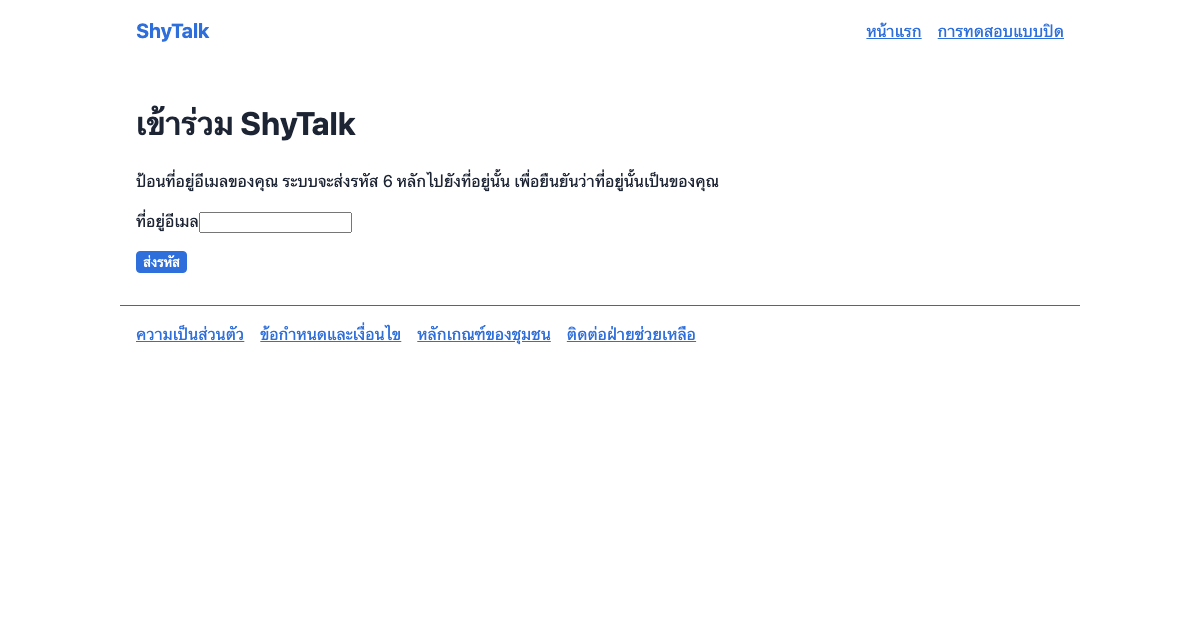 ShyTalk
หน้าแรก การทดสอบแบบปิด
เข้าร่วม ShyTalk
ป้อนที่อยู่อีเมลของคุณ ระบบจะส่งรหัส 6 หลักไปยังที่อยู่นั้น เพื่อยืนยันว่าที่อยู่นั้นเป็นของคุณ
ที่อยู่อีเมล
ส่งรหัส
ความเป็นส่วนตัว ข้อกำหนดและเงื่อนไข หลักเกณฑ์ของชุมชน ติดต่อฝ่ายช่วยเหลือ